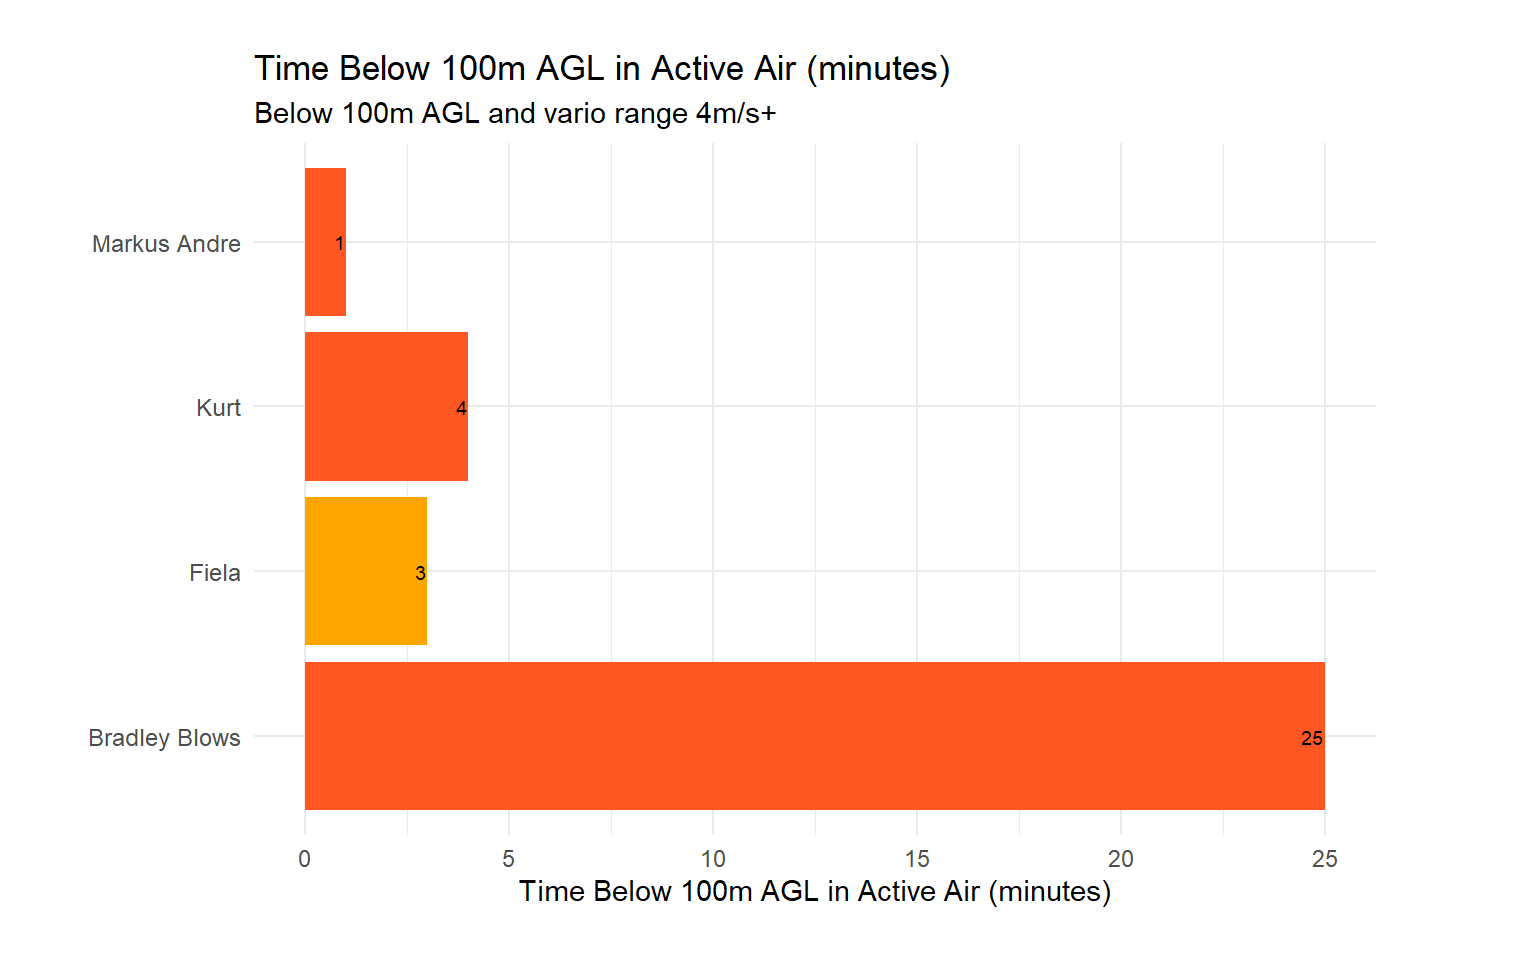 Time Below 100m AGL in Active Air (minutes)
Below 100m AGL and vario range 4m/s+
Markus Andre
1
Kurt
4
Fiela
3
Bradley Blows
25
0 5 10 15 20 25
Time Below 100m AGL in Active Air (minutes)